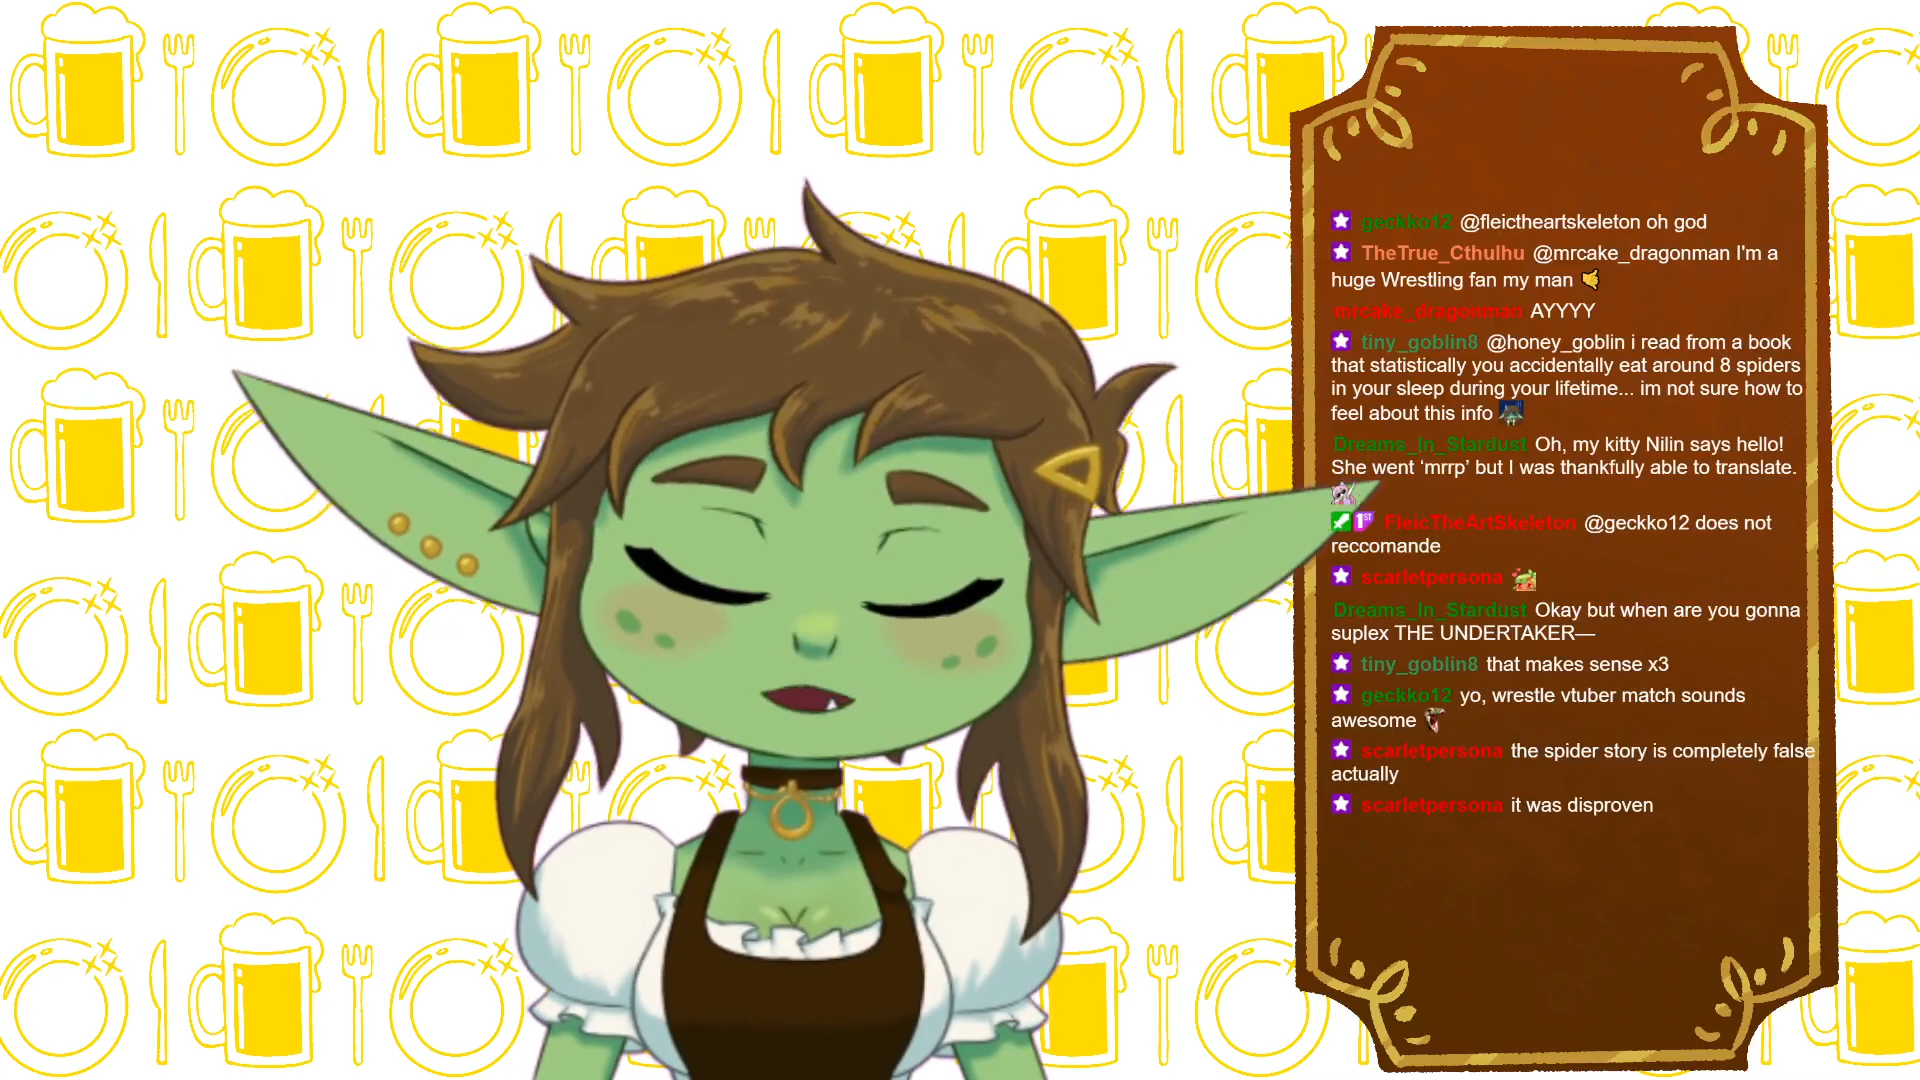 geckko12 @fleictheartskeleton oh god
TheTrue_Cthulhu @mrcake_dragonman I'm a
huge Wrestling fan my man
mrcake_dragonman AYYYY
tiny_goblin8 @honey_goblin i read from a book
that statistically you accidentally eat around 8 spiders
in your sleep during your lifetime... im not sure how to
feel about this info
Dreams_In_Stardust Oh, my kitty Nilin says hello!
She went ‘mrrp’ but I was thankfully able to translate.
1ST FleicTheArtSkeleton @geckko12 does not
reccomande
scarletpersona
Dreams_In_Stardust Okay but when are you gonna
suplex THE UNDERTAKER—
tiny_goblin8 that makes sense x3
geckko12 yo, wrestle vtuber match sounds
awesome
scarletpersona the spider story is completely false
actually
scarletpersona it was disproven